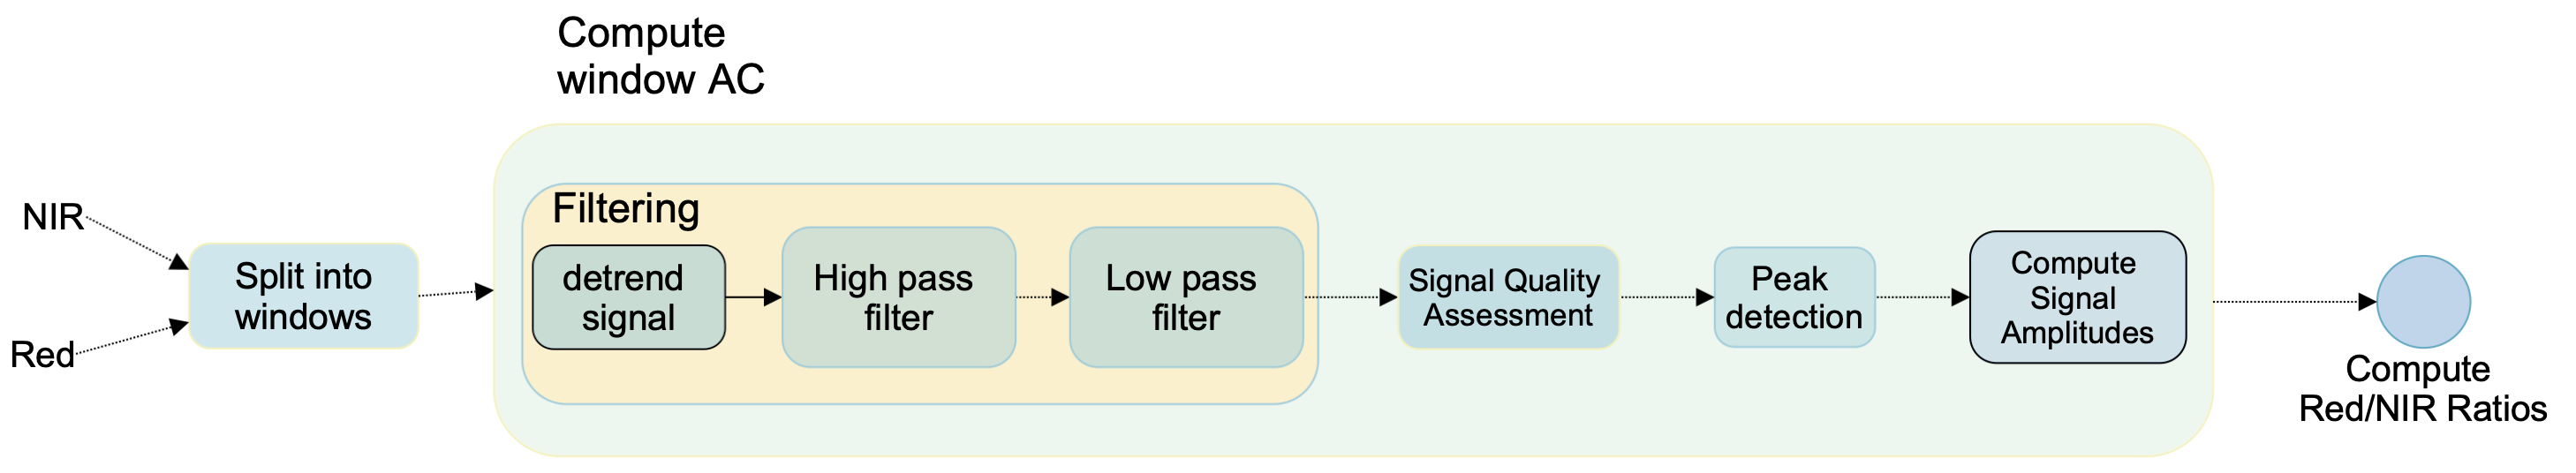 Compute
window AC
NIR
Red
Split into
windows
Filtering
detrend
signal
High pass
filter
Low pass
filter
Signal Quality
Assessment
Peak
detection
Compute
Signal
Amplitudes
Compute
Red/NIR Ratios